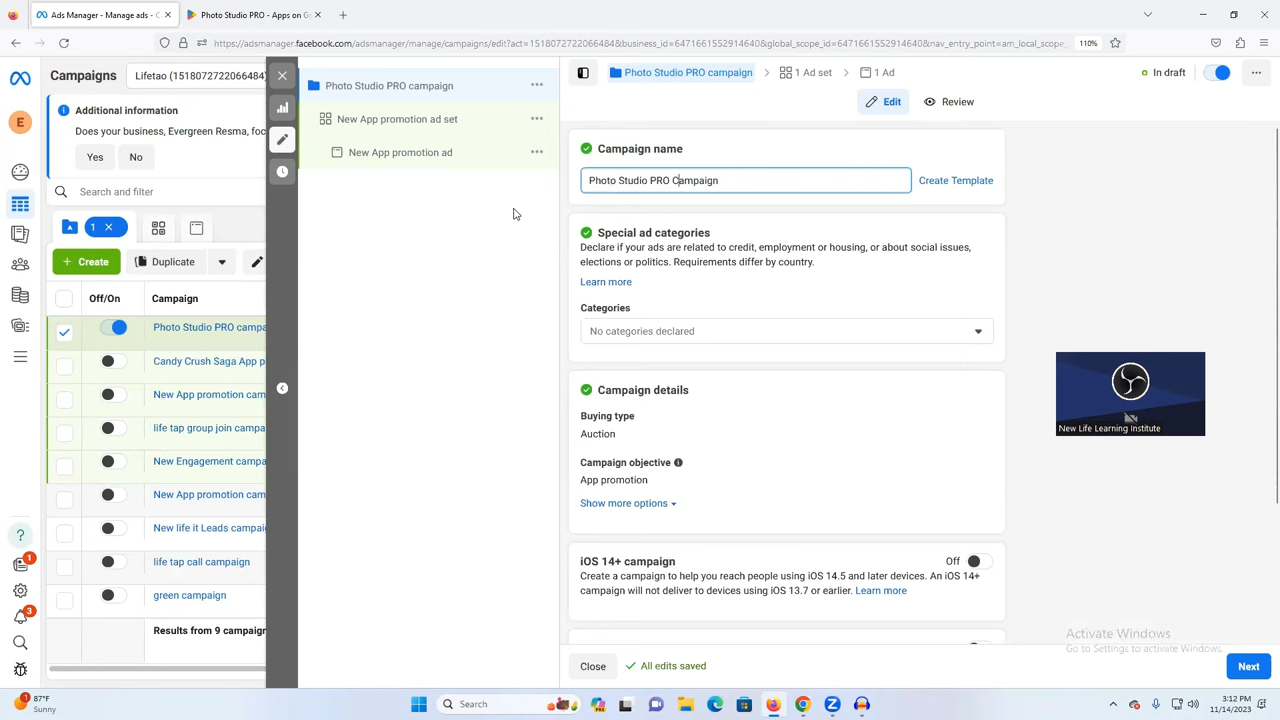 Ads Manager - Manage ads - C
Photo Studio PRO - Apps on G
https://adsmanager.facebook.com/adsmanager/manage/campaigns/edit?act=1518072722066484&business_id=6471661552914640&global_scope_id=6471661552914640&nav_entry_point=am_local_scope
110%
Campaigns
Lifetao (1518072722066484)
Additional information
Does your business, Evergreen Resma, foc
Yes
No
Search and filter
1
Create
Duplicate
Off/On
Campaign
Photo Studio PRO campa
Candy Crush Saga App p
New App promotion cam
life tap group join campa
New Engagement campa
New App promotion cam
New life it Leads campai
life tap call campaign
green campaign
Results from 9 campaign
E
1
3
Photo Studio PRO campaign
New App promotion ad set
New App promotion ad
Photo Studio PRO campaign
1 Ad set
1 Ad
In draft
Edit
Review
Campaign name
Photo Studio PRO Campaign
Create Template
Special ad categories
Declare if your ads are related to credit, employment or housing, or about social issues,
elections or politics. Requirements differ by country.
Learn more
Categories
No categories declared
Campaign details
Buying type
Auction
Campaign objective
App promotion
Show more options
iOS 14+ campaign
Off
Create a campaign to help you reach people using iOS 14.5 and later devices. An iOS 14+
campaign will not deliver to devices using iOS 13.7 or earlier. Learn more
Close
All edits saved
Next
New Life Learning Institute
Activate Windows
Go to Settings to activate Windows.
1
87°F
Sunny
Search
3:12 PM
11/14/2023